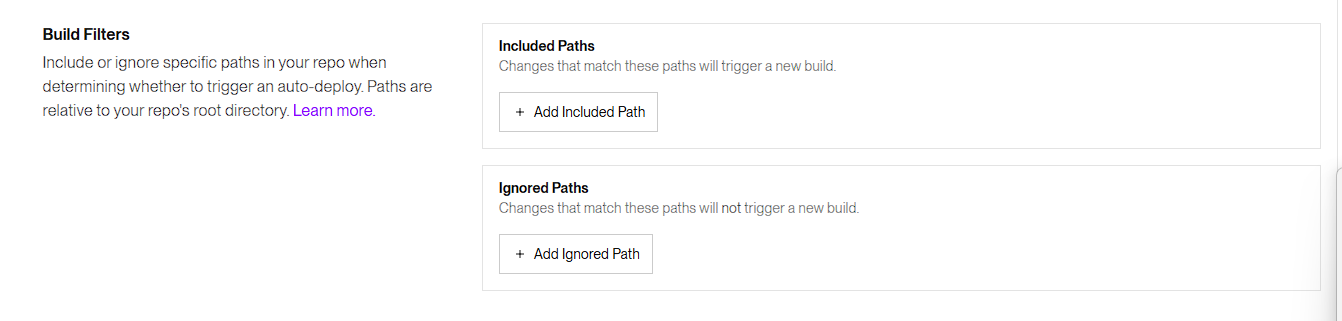 Build Filters
Include or ignore specific paths in your repo when
determining whether to trigger an auto-deploy. Paths are
relative to your repo's root directory. Learn more.
Included Paths
Changes that match these paths will trigger a new build.
+ Add Included Path
Ignored Paths
Changes that match these paths will not trigger a new build.
+ Add Ignored Path